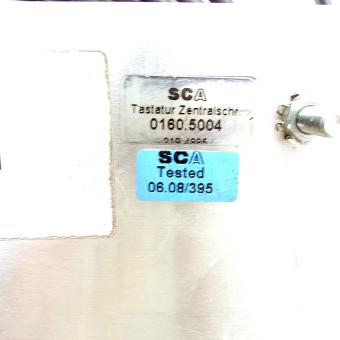 SCA
Tastatur Zentralschr.
0160.5004
SCA
Tested
06.08/395